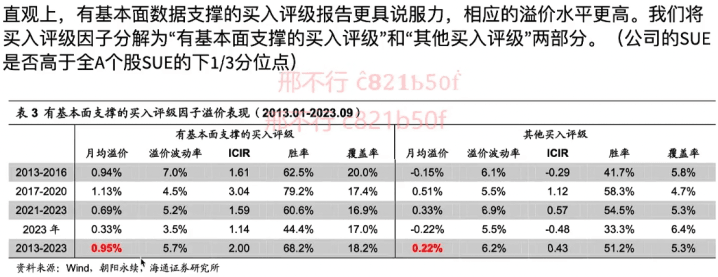 直观上，有基本面数据支撑的买入评级报告更具说服力，相应的溢价水平更高。我们将
买入评级因子分解为“有基本面支撑的买入评级”和“其他买入评级”两部分。（公司的SUE
是否高于全A个股SUE的下1/3分位点）
邢不行 ĉ821b50f
表 3 有基本面支撑的买入评级因子溢价表现（2013.01-2023.09）
邢不行 ĉ821b50f
有基本面支撑的买入评级 其他买入评级
月均溢价 溢价波动率 ICIR 胜率 覆盖率 月均溢价 溢价波动率 ICIR 胜率 覆盖率
2013-2016 0.94% 7.0% 1.61 62.5% 20.0% -0.15% 6.1% -0.29 41.7% 5.8%
2017-2020 1.13% 4.5% 3.04 79.2% 17.4% 0.51% 5.5% 1.12 58.3% 4.7%
2021-2023 0.69% 5.2% 1.59 60.6% 16.9% 0.33% 6.9% 0.57 54.5% 5.3%
2023 年 0.33% 3.5% 1.14 44.4% 17.0% -0.22% 5.5% -0.48 33.3% 6.4%
2013-2023 0.95% 5.7% 2.00 68.2% 18.2% 0.22% 6.2% 0.43 51.2% 5.3%
资料来源：Wind，朝阳永续，海通证券研究所